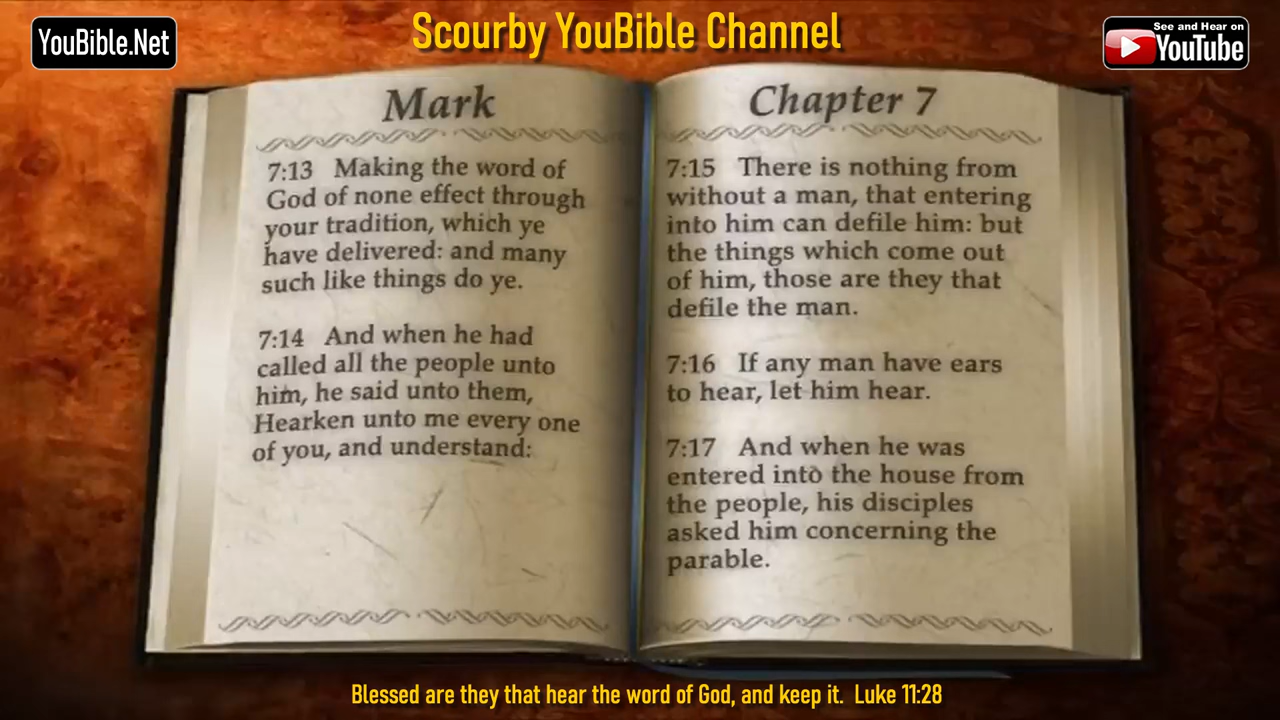 YouBible.Net
Scourby YouBible Channel
See and Hear on
YouTube
Mark
7:13 Making the word of
God of none effect through
your tradition, which ye
have delivered: and many
such like things do ye.
7:14 And when he had
called all the people unto
him, he said unto them,
Hearken unto me every one
of you, and understand:
Chapter 7
7:15 There is nothing from
without a man, that entering
into him can defile him: but
the things which come out
of him, those are they that
defile the man.
7:16 If any man have ears
to hear, let him hear.
7:17 And when he was
entered into the house from
the people, his disciples
asked him concerning the
parable.
Blessed are they that hear the word of God, and keep it. Luke 11:28